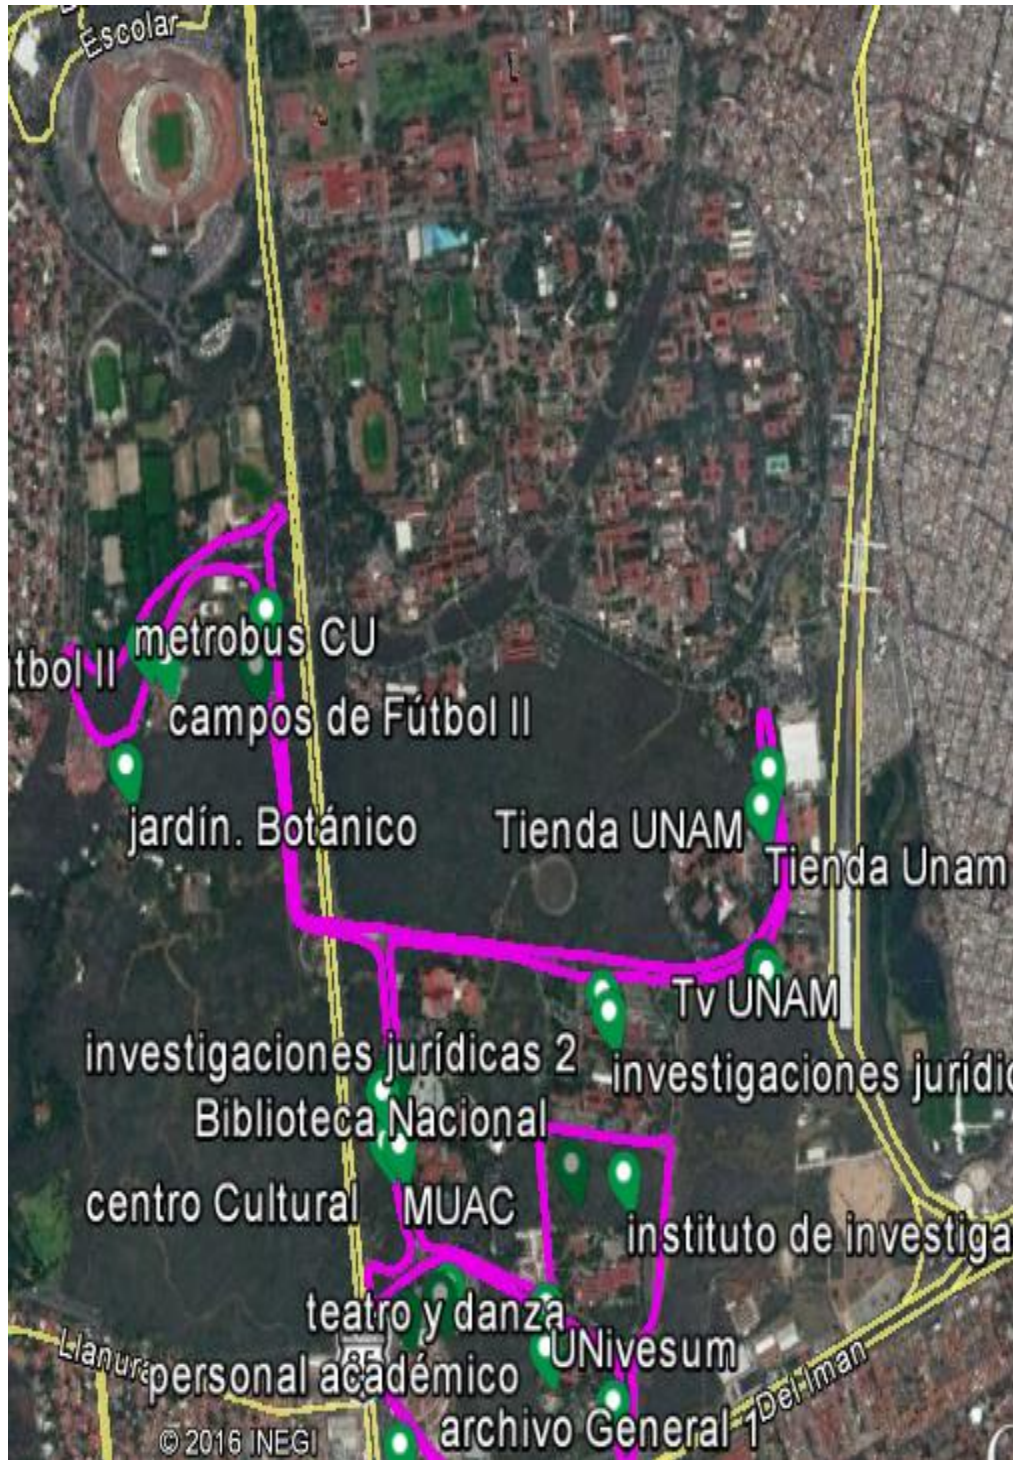 Escolar
metrobus CU
tbol II
campos de Fútbol II
jardín. Botánico
Tienda UNAM
Tienda Unam
Tv UNAM
investigaciones jurídicas 2
investigaciones jurídic
Biblioteca Nacional
centro Cultural
MUAC
instituto de investiga
teatro y danza
UNivesum
Llanura
personal académico
Del Iman
archivo General 1
© 2016 INEGI